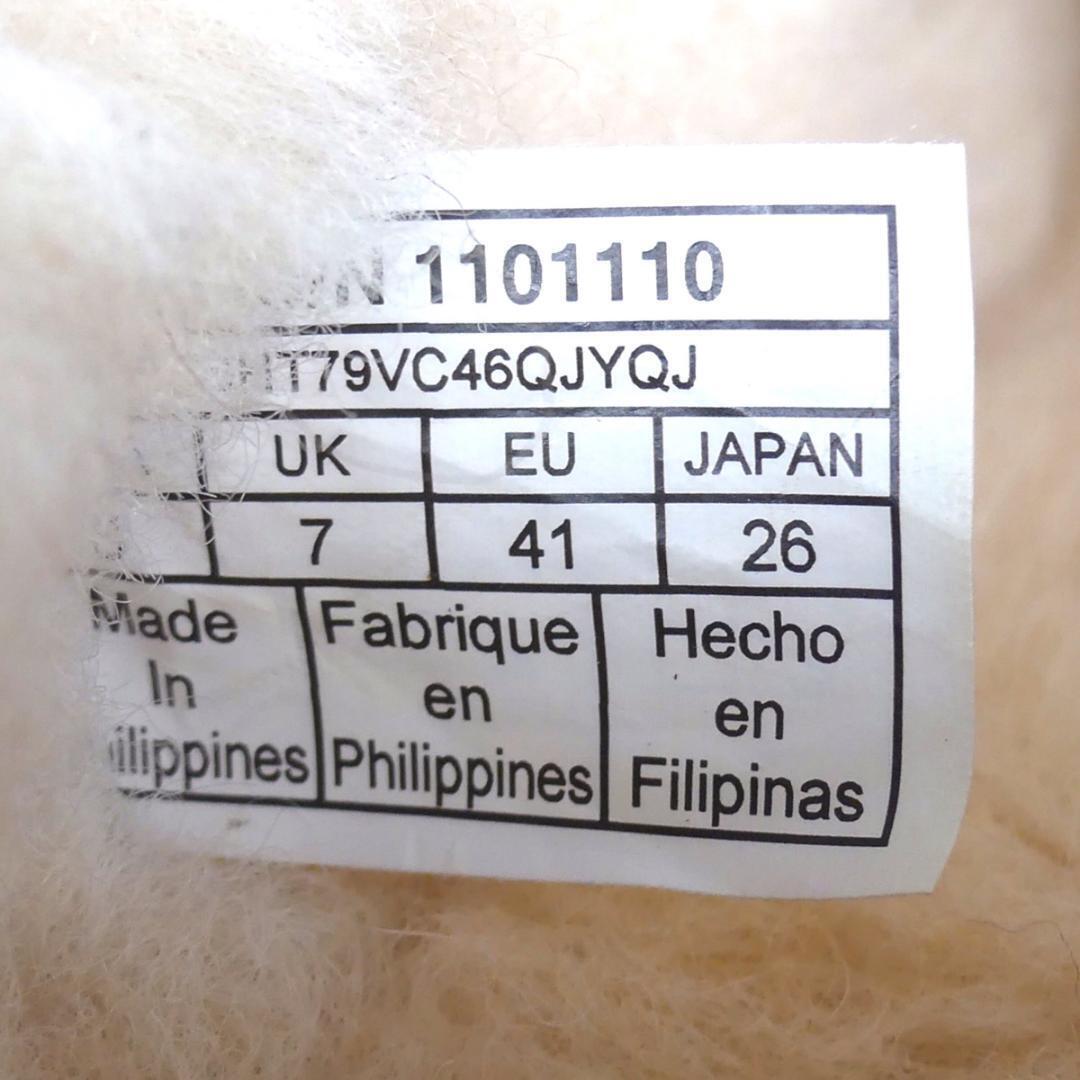 1101110
UK EU JAPAN
7 41 26
Made Fabrique Hecho
In en en
Philippines Filipinas